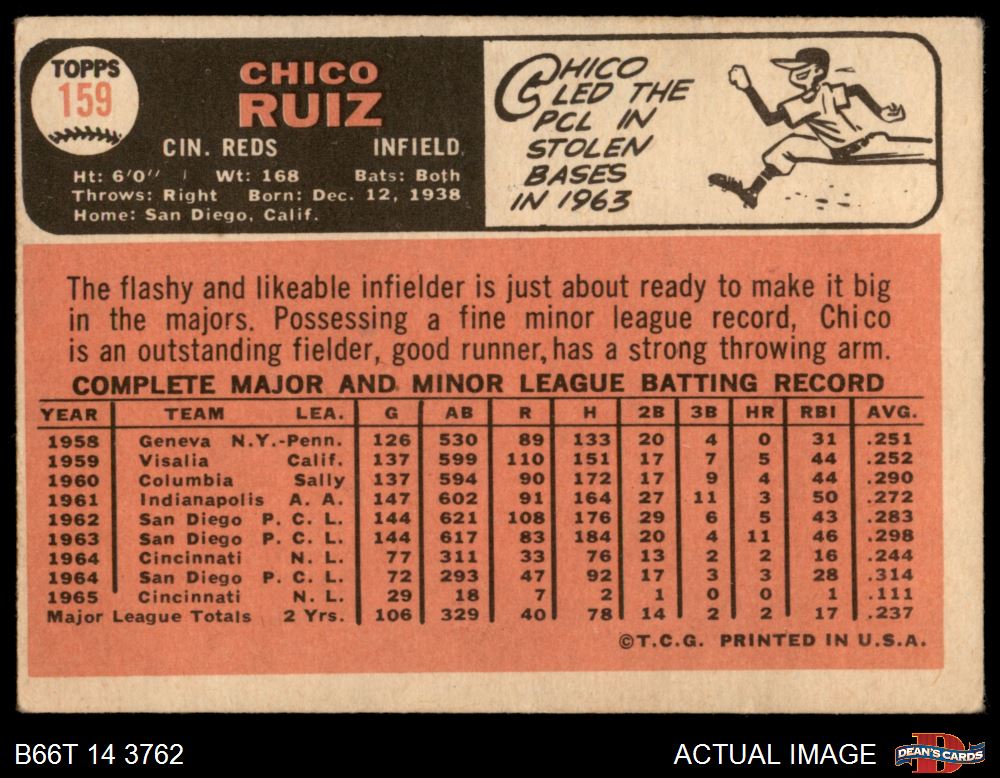 TOPPS
159
CHICO
RUIZ
CIN. REDS INFIELD
Ht: 6'0" Wt: 168 Bats: Both
Throws: Right Born: Dec. 12, 1938
Home: San Diego, Calif.
CHICO
LED THE
PCL IN
STOLEN
BASES
IN 1963
The flashy and likeable infielder is just about ready to make it big
in the majors. Possessing a fine minor league record, Chico
is an outstanding fielder, good runner, has a strong throwing arm.
COMPLETE MAJOR AND MINOR LEAGUE BATTING RECORD
YEAR TEAM LEA. G AB R H 2B 3B HR RBI AVG.
1958 Geneva N.Y.-Penn. 126 530 89 133 20 4 0 31 .251
1959 Visalia Calif. 137 599 110 151 17 7 5 44 .252
1960 Columbia Sally 137 594 90 172 17 9 4 44 .290
1961 Indianapolis A. A. 147 602 91 164 27 11 3 50 .272
1962 San Diego P. C. L. 144 621 108 176 29 6 5 43 .283
1963 San Diego P. C. L. 144 617 83 184 20 4 11 46 .298
1964 Cincinnati N. L. 77 311 33 76 13 2 2 16 .244
1964 San Diego P. C. L. 72 293 47 92 17 3 3 28 .314
1965 Cincinnati N. L. 29 18 7 2 1 0 0 1 .111
Major League Totals 2 Yrs. 106 329 40 78 14 2 2 17 .237
©T.C.G. PRINTED IN U.S.A.
B66T 14 3762
ACTUAL IMAGE
DEAN'S CARDS